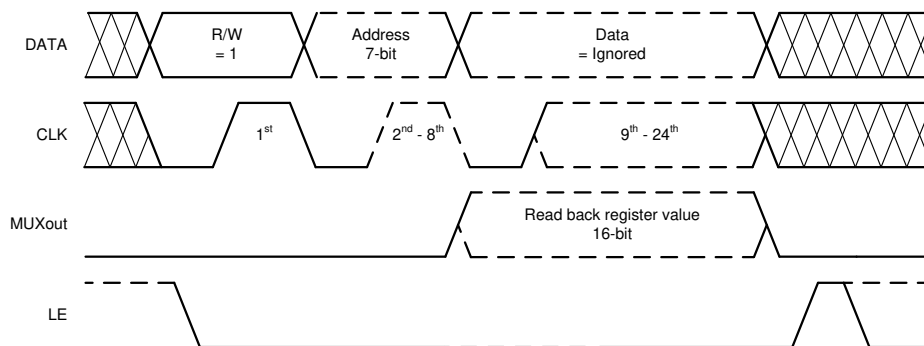 DATA
R/W
= 1
Address
7-bit
Data
= Ignored
CLK
1st
2nd - 8th
9th - 24th
MUXout
Read back register value
16-bit
LE